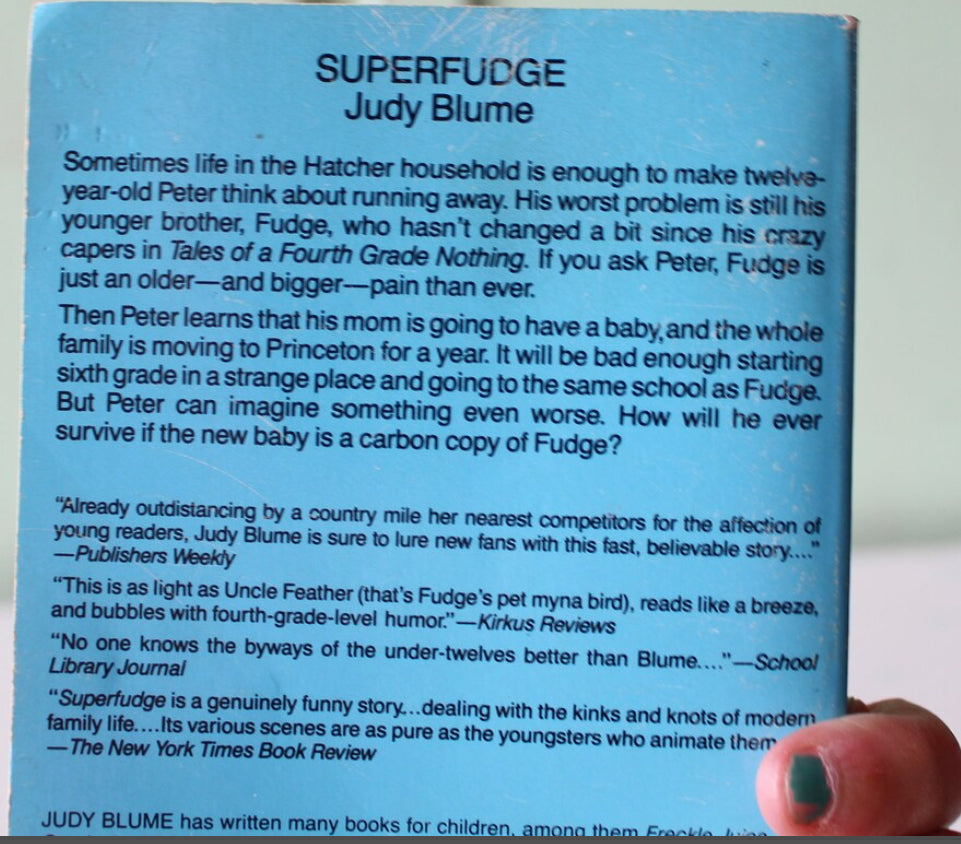 SUPERFUDGE
Judy Blume
Sometimes life in the Hatcher household is enough to make twelve-
year-old Peter think about running away. His worst problem is still his
younger brother, Fudge, who hasn't changed a bit since his crazy
capers in Tales of a Fourth Grade Nothing. If you ask Peter, Fudge is
just an older—and bigger—pain than ever.
Then Peter learns that his mom is going to have a baby, and the whole
family is moving to Princeton for a year. It will be bad enough starting
sixth grade in a strange place and going to the same school as Fudge.
But Peter can imagine something even worse. How will he ever
survive if the new baby is a carbon copy of Fudge?
“Already outdistancing by a country mile her nearest competitors for the affection of
young readers, Judy Blume is sure to lure new fans with this fast, believable story....”
—Publishers Weekly
“This is as light as Uncle Feather (that's Fudge's pet myna bird), reads like a breeze,
and bubbles with fourth-grade-level humor.”—Kirkus Reviews
“No one knows the byways of the under-twelves better than Blume....”—School
Library Journal
“Superfudge is a genuinely funny story...dealing with the kinks and knots of modern
family life....Its various scenes are as pure as the youngsters who animate them
—The New York Times Book Review
JUDY BLUME has written many books for children, among them Freckle Juice